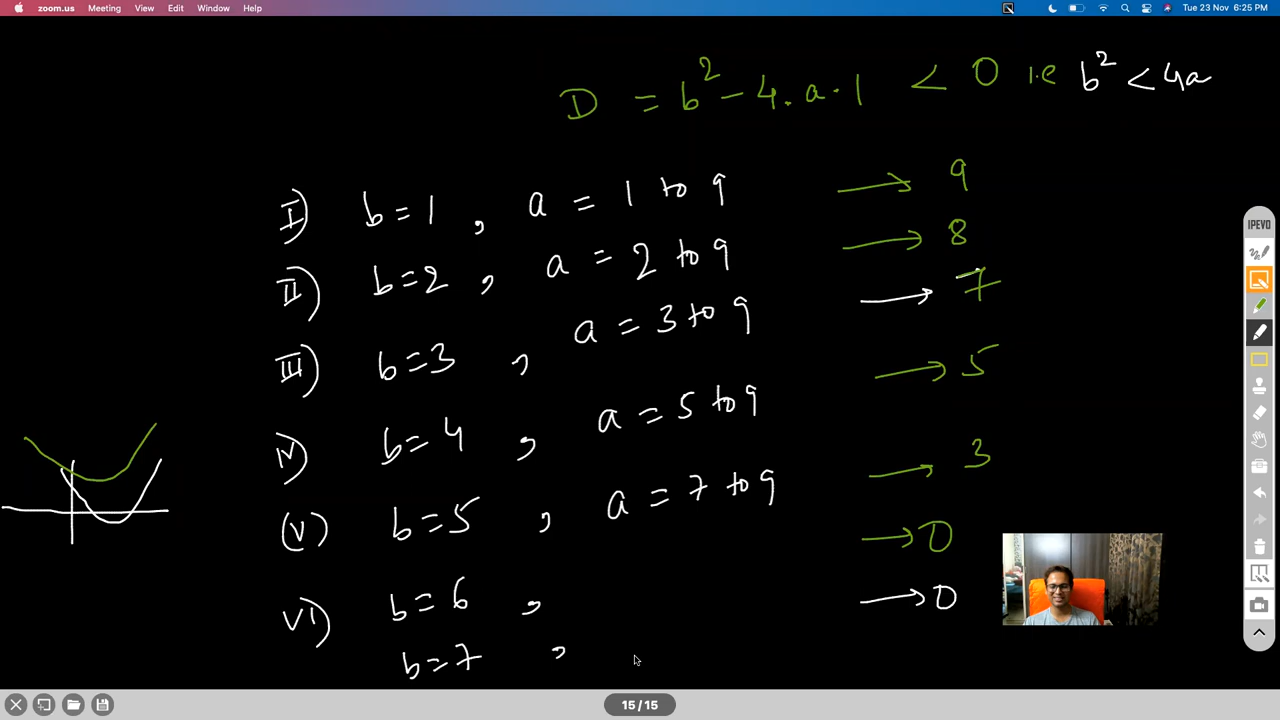 zoom.us Meeting View Edit Window Help Tue 23 Nov 6:25 PM
D = b² - 4. a. 1 < 0 i.e b² < 4a
I) b=1, a = 1 to 9 → 9
II) b=2, a = 2 to 9 → 8
III) b=3, a = 3 to 9 → 7
IV) b=4, a = 5 to 9 → 5
(V) b=5, a = 7 to 9 → 3
VI) b=6, → 0
b=7, → 0
IPEVO
15/15